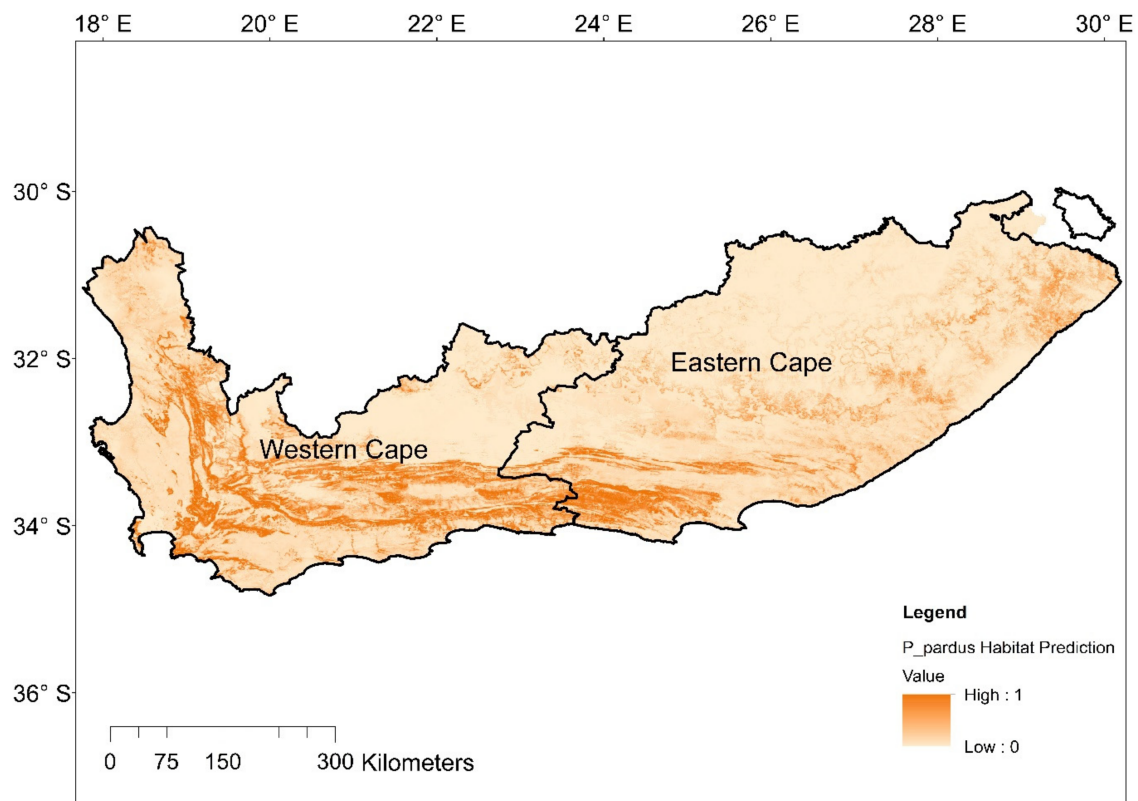 18° E 20° E 22° E 24° E 26° E 28° E 30° E
30° S
32° S
Eastern Cape
Western Cape
34° S
Legend
P_pardus Habitat Prediction
Value
High : 1
Low : 0
36° S
0 75 150 300 Kilometers